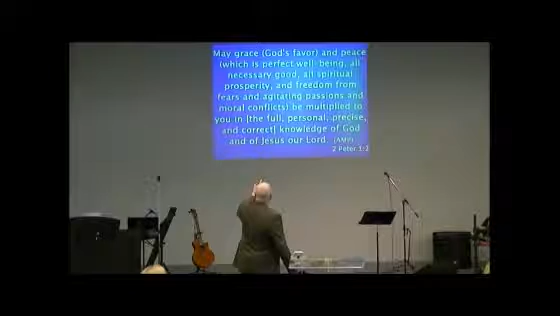 May grace (God's favor) and peace
(which is perfect well-being, all
necessary good, all spiritual
prosperity, and freedom from
fears and agitating passions and
moral conflicts) be multiplied to
you in [the full, personal, precise,
and correct] knowledge of God
and of Jesus our Lord. (AMP)
2 Peter 1:2